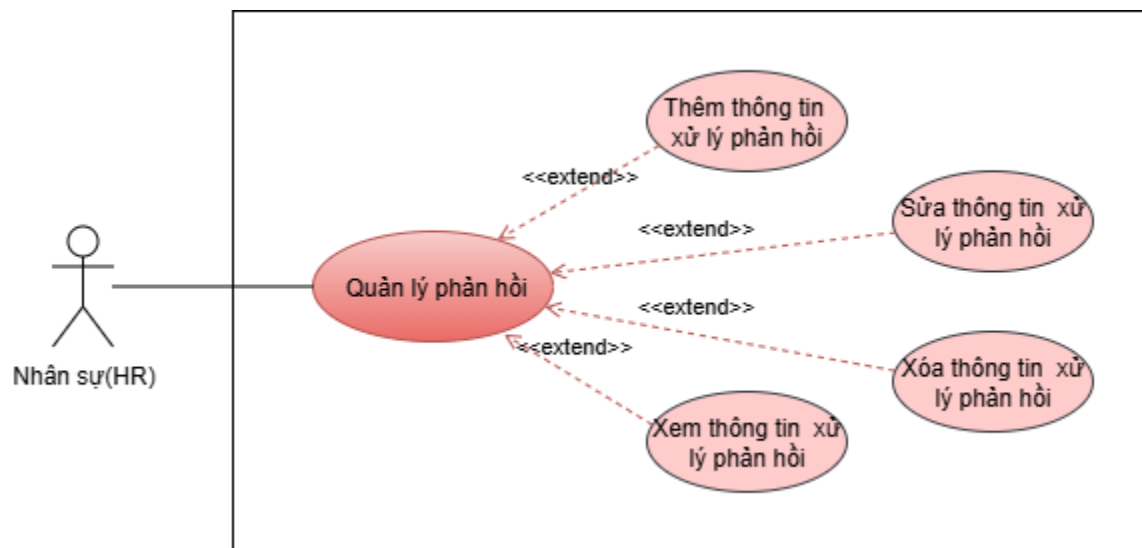 Thêm thông tin
xử lý phản hồi
<<extend>>
Sửa thông tin xử
lý phản hồi
<<extend>>
Quản lý phản hồi
<<extend>>
<<extend>>
Nhân sự(HR)
Xóa thông tin xử
lý phản hồi
Xem thông tin xử
lý phản hồi